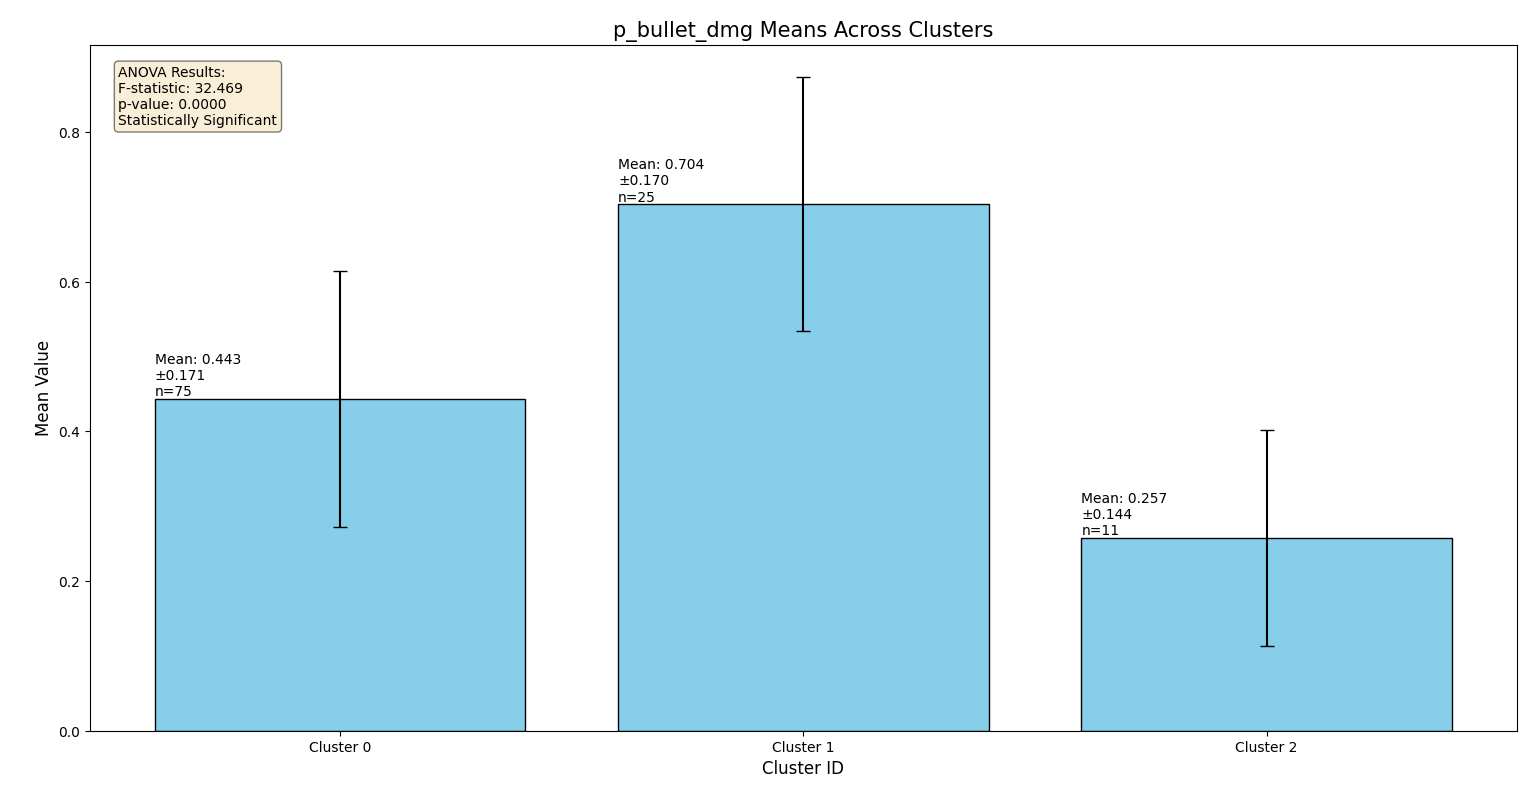 p_bullet_dmg Means Across Clusters
ANOVA Results:
F-statistic: 32.469
p-value: 0.0000
Statistically Significant
Mean: 0.704
±0.170
n=25
Mean: 0.443
±0.171
n=75
Mean: 0.257
±0.144
n=11
Mean Value
0.8
0.6
0.4
0.2
0.0
Cluster 0
Cluster 1
Cluster 2
Cluster ID